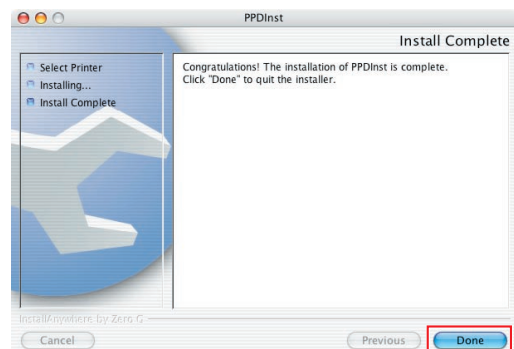 PPDInst
Install Complete
Select Printer
Installing...
Install Complete
Congratulations! The installation of PPDInst is complete.
Click "Done" to quit the installer.
InstallAnywhere by Zero G
Cancel
Previous
Done